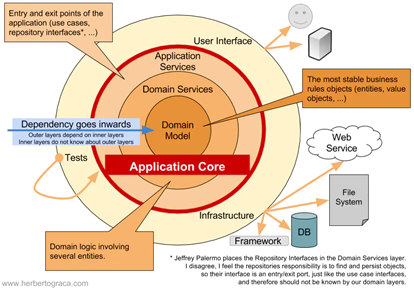 Entry and exit points of the
application (use cases,
repository interfaces*, ...)
User Interface
Application
Services
The most stable business
rules objects (entities, value
objects, ...)
Domain Services
Dependency goes inwards
Outer layers depend on inner layers
Inner layers do not know about outer layers
Domain
Model
Web
Service
Tests
Application Core
File
System
Infrastructure
DB
Framework
Domain logic involving
several entities.
* Jeffrey Palermo places the Repository Interfaces in the Domain Services layer.
I disagree, I feel the repositories responsibility is to find and persist objects,
so their interface is an entry/exit port, just like the use case interfaces,
and therefore should not be known by our domain layers.
www.herbertograca.com